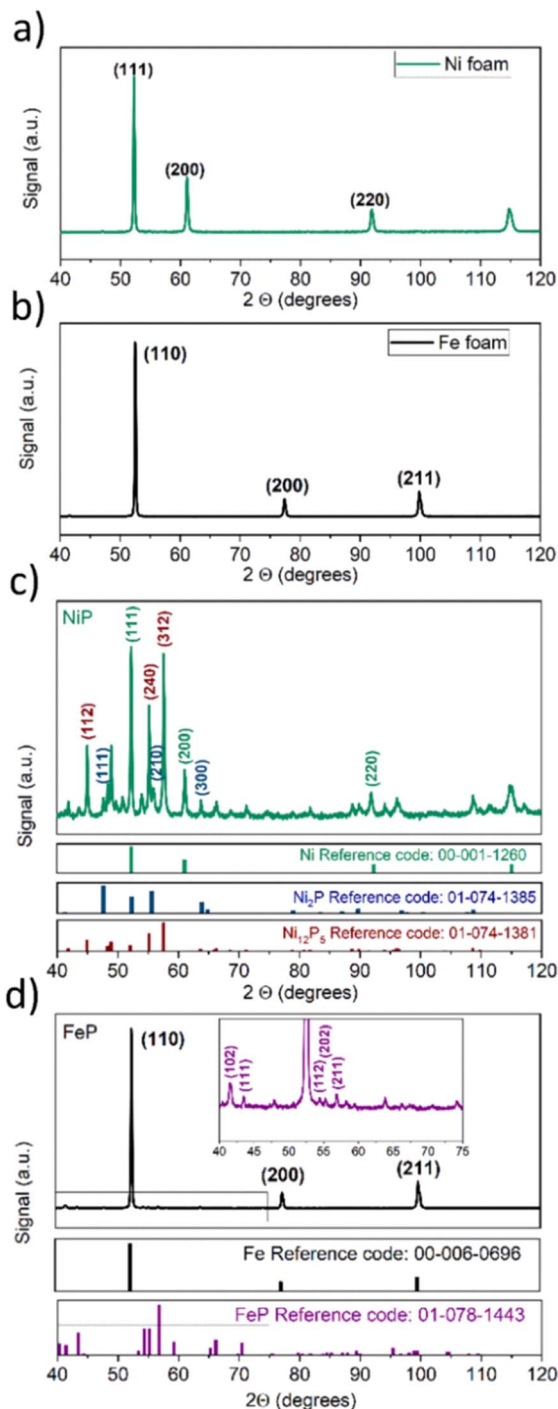 a)
Signal (a.u.)
(111)
(200)
(220)
Ni foam
40 50 60 70 80 90 100 110 120
2 Θ (degrees)
b)
Signal (a.u.)
(110)
(200)
(211)
Fe foam
40 50 60 70 80 90 100 110 120
2 Θ (degrees)
c)
Signal (a.u.)
NiP
(112)
(111)
(111)
(240)
(210)
(312)
(200)
(300)
(220)
Ni Reference code: 00-001-1260
Ni₂P Reference code: 01-074-1385
Ni₁₂P₅ Reference code: 01-074-1381
40 50 60 70 80 90 100 110 120
2 Θ (degrees)
d)
Signal (a.u.)
FeP
(110)
(200)
(211)
(102)
(111)
(112)
(202)
(211)
40 45 50 55 60 65 70 75
Fe Reference code: 00-006-0696
FeP Reference code: 01-078-1443
40 50 60 70 80 90 100 110 120
2Θ (degrees)